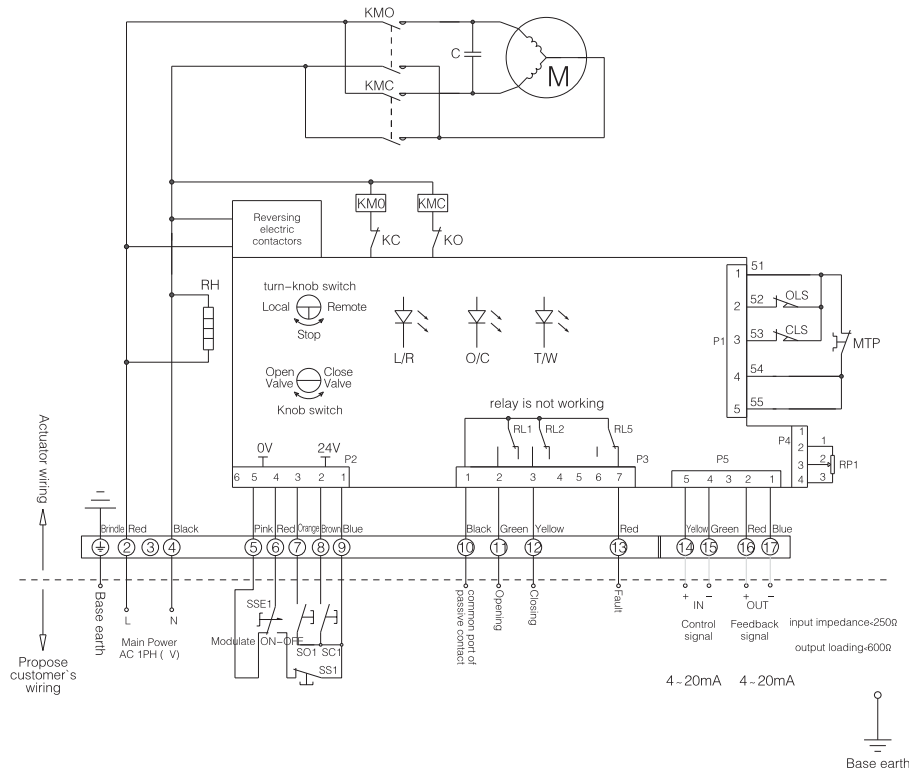 KMO
C
M
KMC
KM0
KMC
KC
KO
Reversing
electric
contactors
RH
turn-knob switch
Local
Remote
Stop
L/R
O/C
T/W
Open
Valve
Close
Valve
Knob switch
1
51
2
52
OLS
P1
3
53
CLS
MTP
4
54
5
55
relay is not working
RL1
RL2
RL5
0V
24V
P2
6 5 4 3 2 1
P3
1 2 3 4 5 6 7
P5
5 4 3 2 1
P4
1
2
3
4
1
2
3
RP1
Actuator wiring
Brindle
Red
Black
Pink
Red
Orange
Brown
Blue
Black
Green
Yellow
Red
Yellow
Green
Red
Blue
2 3 4 5 6 7 8 9 10 11 12 13 14 15 16 17
Propose
customer`s
wiring
Base earth
L
N
Main Power
AC 1PH ( V)
SSE1
Modulate
ON-OFF
SO1
SC1
SS1
common port of
passive contact
Opening
Closing
Fault
+ IN −
Control
signal
+ OUT −
Feedback
signal
input impedance<250Ω
output loading<600Ω
4~20mA
4~20mA
Base earth